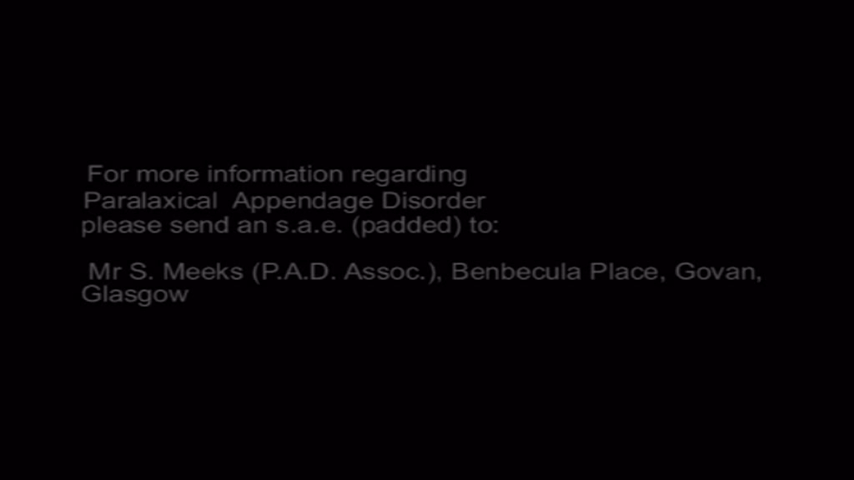 For more information regarding
Paralaxical Appendage Disorder
please send an s.a.e. (padded) to:
Mr S. Meeks (P.A.D. Assoc.), Benbecula Place, Govan,
Glasgow